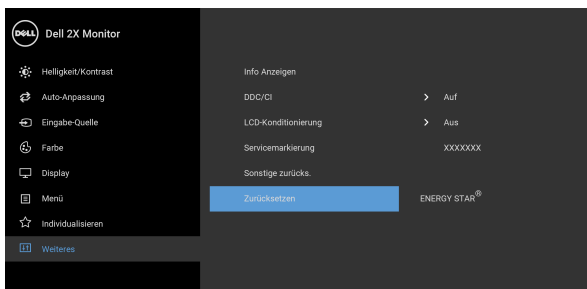 DELL Dell 2X Monitor
Helligkeit/Kontrast
Auto-Anpassung
Eingabe-Quelle
Farbe
Display
Menü
Individualisieren
Weiteres
Info Anzeigen
DDC/CI > Auf
LCD-Konditionierung > Aus
Servicemarkierung XXXXXXX
Sonstige zurücks.
Zurücksetzen ENERGY STAR®